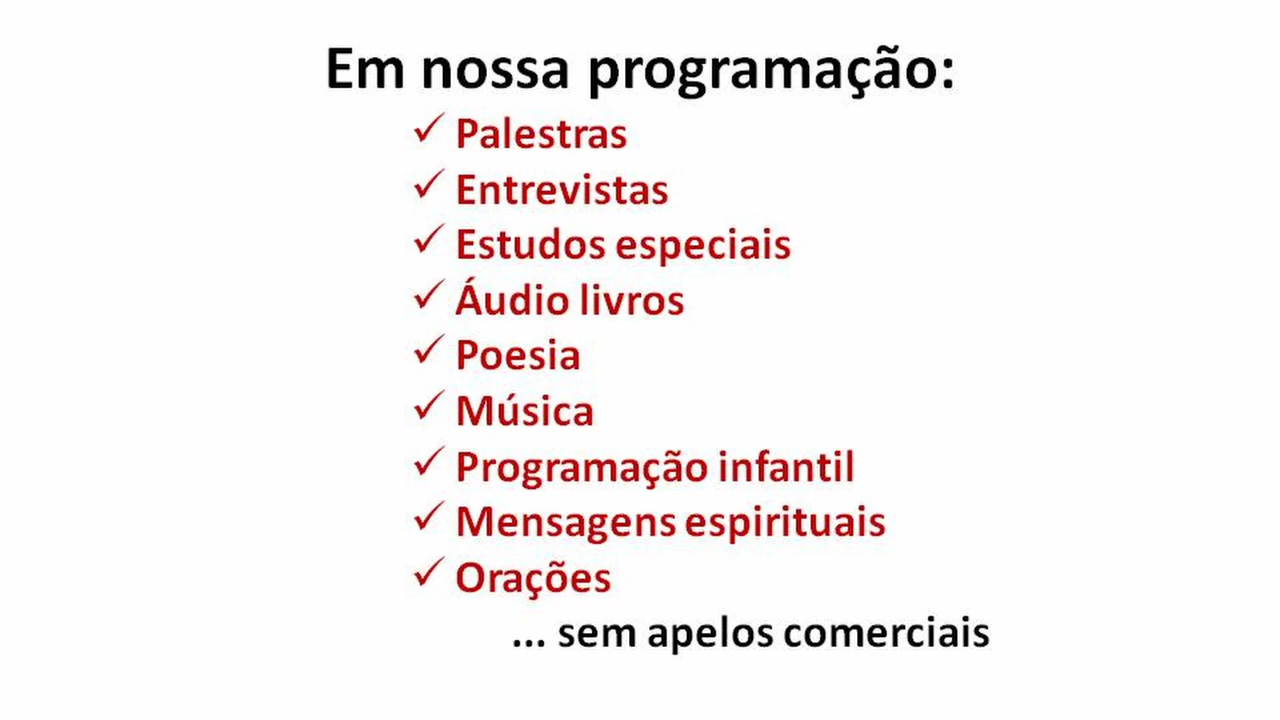 Em nossa programação:
✓ Palestras
✓ Entrevistas
✓ Estudos especiais
✓ Áudio livros
✓ Poesia
✓ Música
✓ Programação infantil
✓ Mensagens espirituais
✓ Orações
... sem apelos comerciais